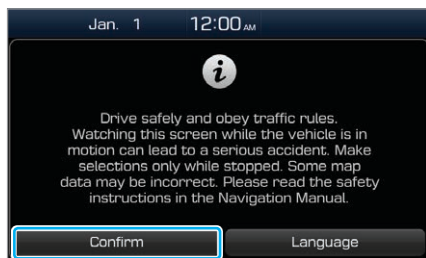 Jan. 1 12:00 AM
i
Drive safely and obey traffic rules.
Watching this screen while the vehicle is in
motion can lead to a serious accident. Make
selections only while stopped. Some map
data may be incorrect. Please read the safety
instructions in the Navigation Manual.
Confirm Language